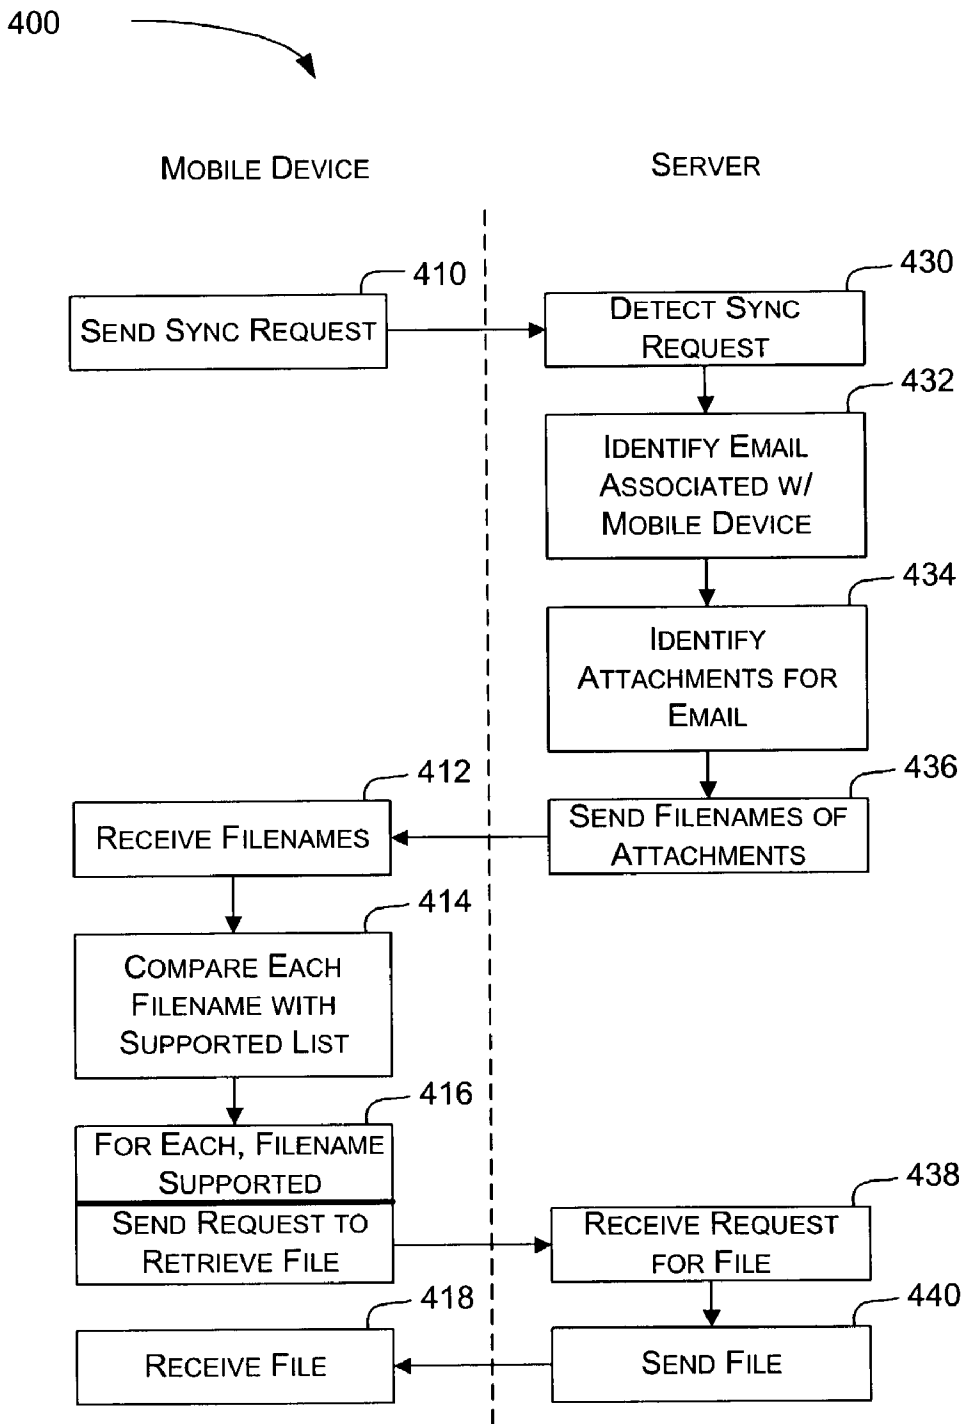 400
MOBILE DEVICE
SERVER
410
SEND SYNC REQUEST
430
DETECT SYNC
REQUEST
432
IDENTIFY EMAIL
ASSOCIATED W/
MOBILE DEVICE
434
IDENTIFY
ATTACHMENTS FOR
EMAIL
436
SEND FILENAMES OF
ATTACHMENTS
412
RECEIVE FILENAMES
414
COMPARE EACH
FILENAME WITH
SUPPORTED LIST
416
FOR EACH, FILENAME
SUPPORTED
SEND REQUEST TO
RETRIEVE FILE
438
RECEIVE REQUEST
FOR FILE
440
SEND FILE
418
RECEIVE FILE